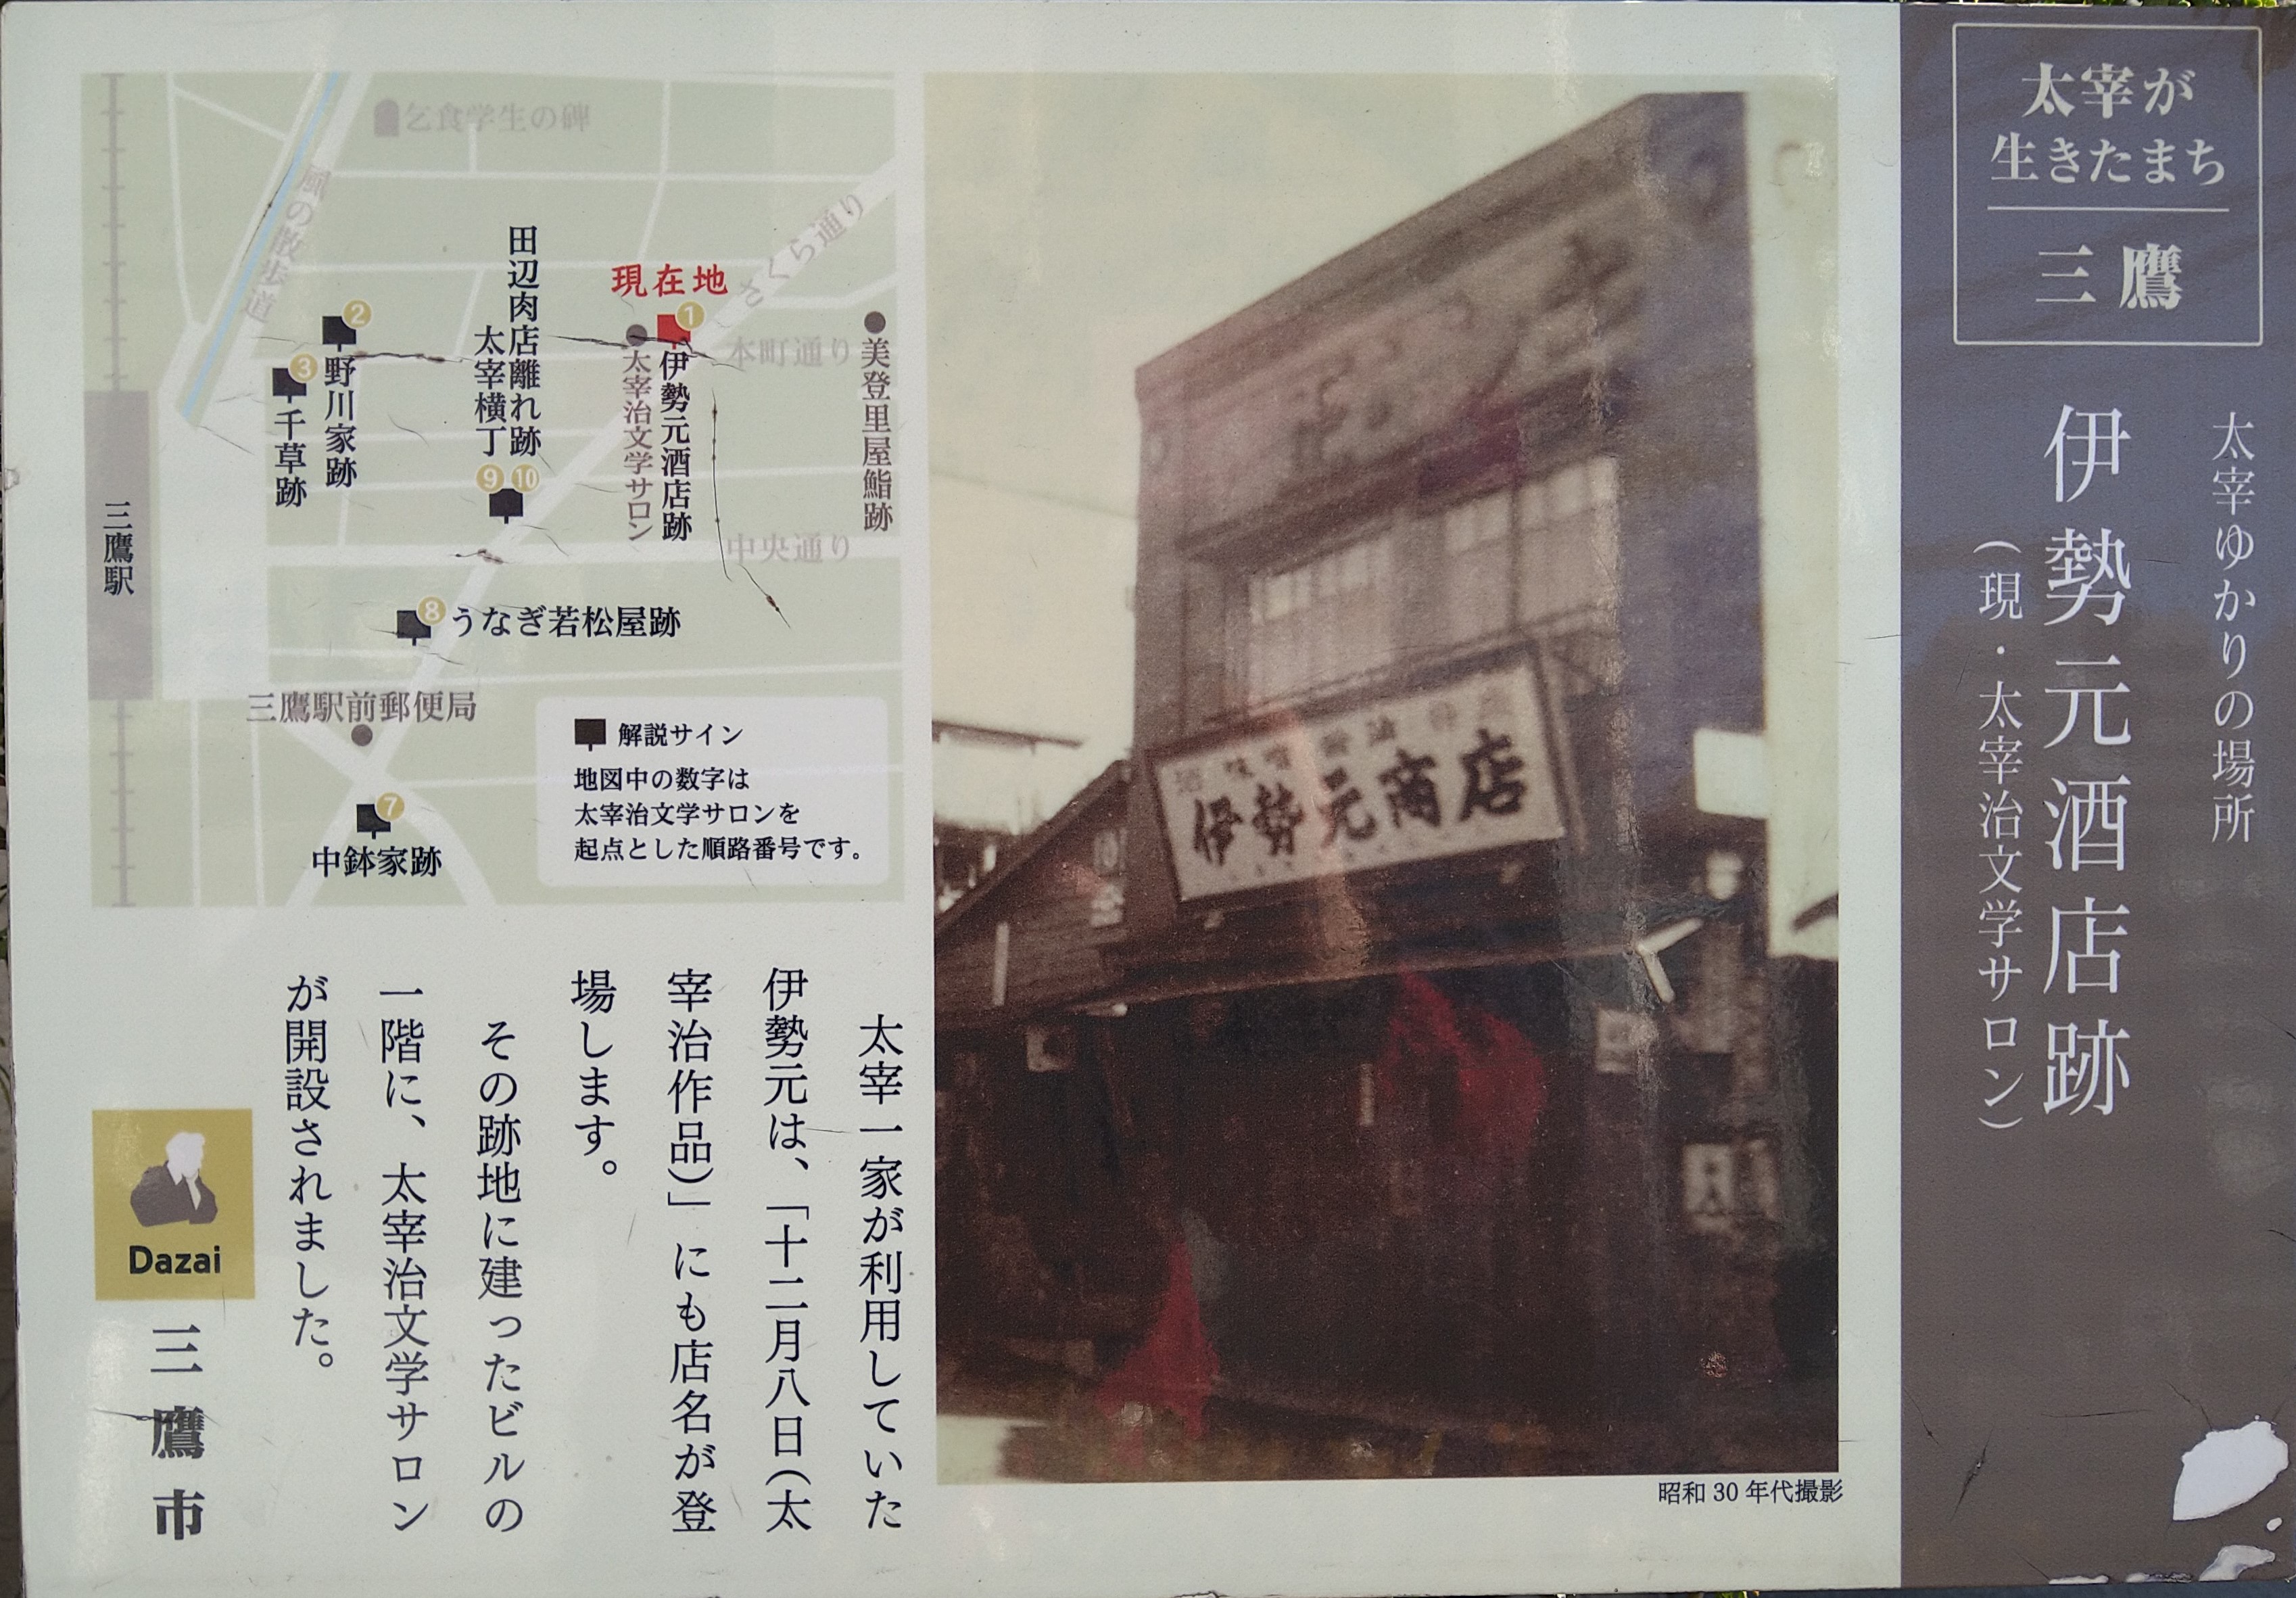 太宰が
生きたまち
三鷹
太宰ゆかりの場所
伊勢元酒店跡
(現・太宰治文学サロン)
伊勢元商店
昭和30年代撮影
乞食学生の碑
風の散歩道
さくら通り
現在地
1
伊勢元酒店跡
太宰治文学サロン
本町通り
美登里屋鮨跡
田辺肉店離れ跡
太宰横丁
9 10
2
野川家跡
3
千草跡
三鷹駅
中央通り
8
うなぎ若松屋跡
三鷹駅前郵便局
7
中鉢家跡
解説サイン
地図中の数字は
太宰治文学サロンを
起点とした順路番号です。
太宰一家が利用していた
伊勢元は、「十二月八日(太
宰治作品)」にも店名が登
場します。
その跡地に建ったビルの
一階に、太宰治文学サロン
が開設されました。
Dazai
三鷹市